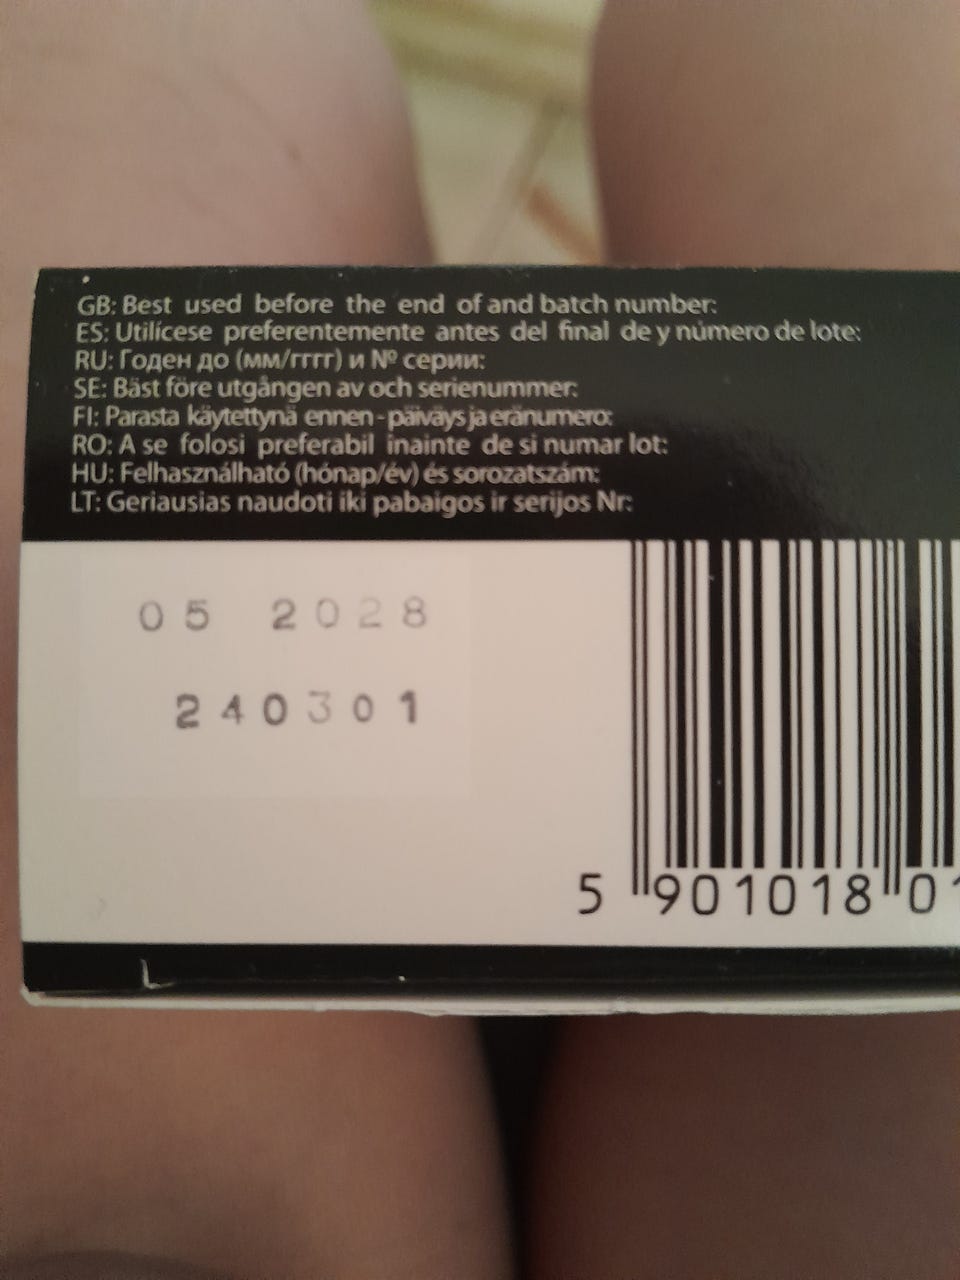 GB: Best used before the end of and batch number:
ES: Utilícese preferentemente antes del final de y número de lote:
RU: Годен до (мм/гггг) и № серии:
SE: Bäst före utgången av och serienummer:
FI: Parasta käytettynä ennen - päiväys ja eränumero:
RO: A se folosi preferabil inainte de si numar lot:
HU: Felhasználható (hónap/év) és sorozatszám:
LT: Geriausias naudoti iki pabaigos ir serijos Nr:
05 2028
240301
5 901018 0